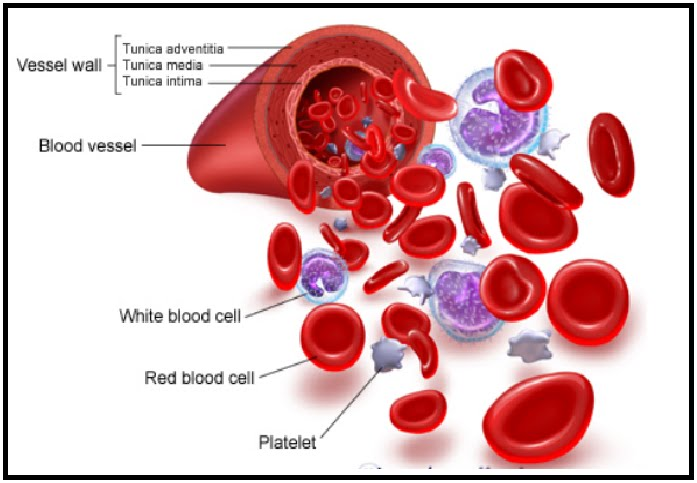 Tunica adventitia
Vessel wall
Tunica media
Tunica intima
Blood vessel
White blood cell
Red blood cell
Platelet